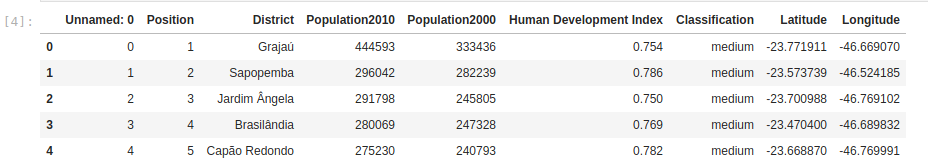 [4]:
Unnamed: 0 Position District Population2010 Population2000 Human Development Index Classification Latitude Longitude
0 0 1 Grajaú 444593 333436 0.754 medium -23.771911 -46.669070
1 1 2 Sapopemba 296042 282239 0.786 medium -23.573739 -46.524185
2 2 3 Jardim Ângela 291798 245805 0.750 medium -23.700988 -46.769102
3 3 4 Brasilândia 280069 247328 0.769 medium -23.470400 -46.689832
4 4 5 Capão Redondo 275230 240793 0.782 medium -23.668870 -46.769991